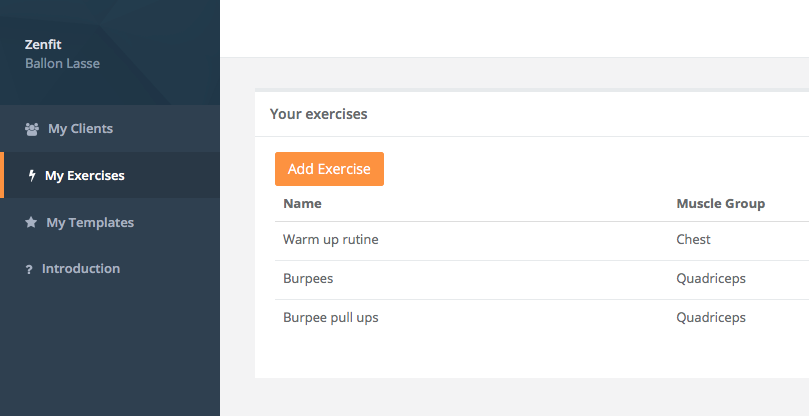 Zenfit
Ballon Lasse
My Clients
My Exercises
My Templates
? Introduction
Your exercises
Add Exercise
Name Muscle Group
Warm up rutine Chest
Burpees Quadriceps
Burpee pull ups Quadriceps